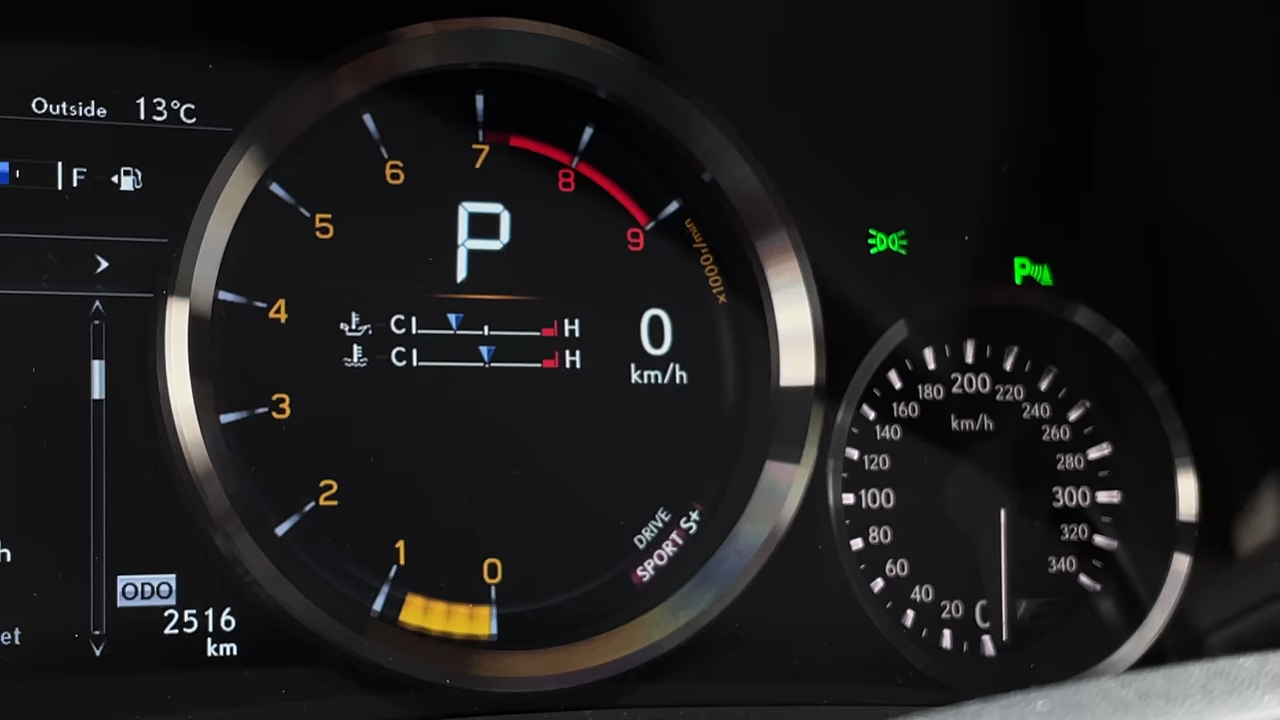 Outside 13°C
F
7
6
8
5
P
9
x1000r/min
4
C H
0
C H
km/h
3
2
DRIVE
SPORT S+
1
0
ODO
2516
km
h
et
P
180 200 220
160 240
km/h
140 260
120 280
100 300
80 320
60 340
40
20